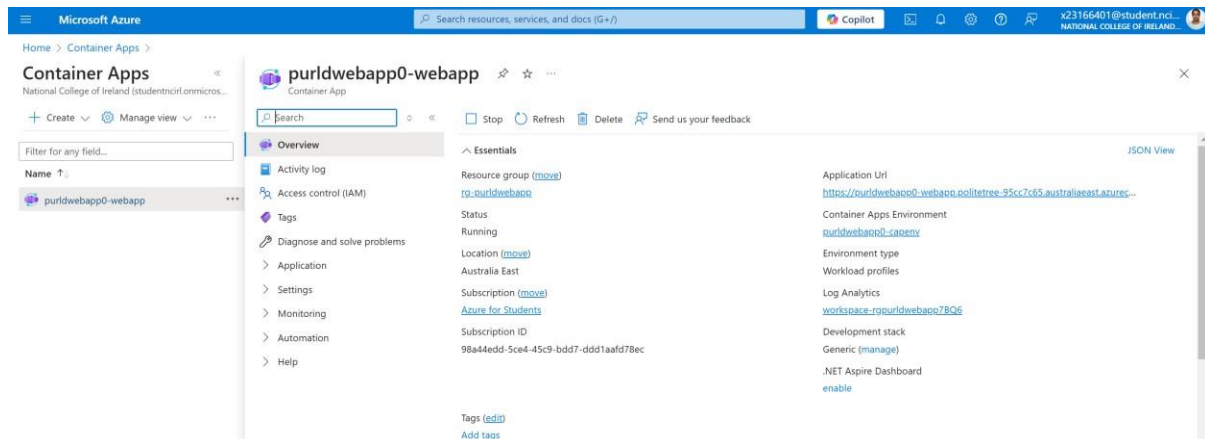 Microsoft Azure
Search resources, services, and docs (G+/)
Copilot
x23166401@student.nci...
NATIONAL COLLEGE OF IRELAND...
Home > Container Apps >
Container Apps
National College of Ireland (studentncirl.onmicros...
Create
Manage view
Filter for any field...
Name ↑
purldwebapp0-webapp
purldwebapp0-webapp
Container App
Search
Overview
Activity log
Access control (IAM)
Tags
Diagnose and solve problems
Application
Settings
Monitoring
Automation
Help
Stop
Refresh
Delete
Send us your feedback
Essentials
JSON View
Resource group (move)
rg-purldwebapp
Status
Running
Location (move)
Australia East
Subscription (move)
Azure for Students
Subscription ID
98a44edd-5ce4-45c9-bdd7-ddd1aafd78ec
Application Url
https://purldwebapp0-webapp.politetree-95cc7c65.australiaeast.azurec...
Container Apps Environment
purldwebapp0-capenv
Environment type
Workload profiles
Log Analytics
workspace-rgpurldwebapp7BQ6
Development stack
Generic (manage)
.NET Aspire Dashboard
enable
Tags (edit)
Add tags